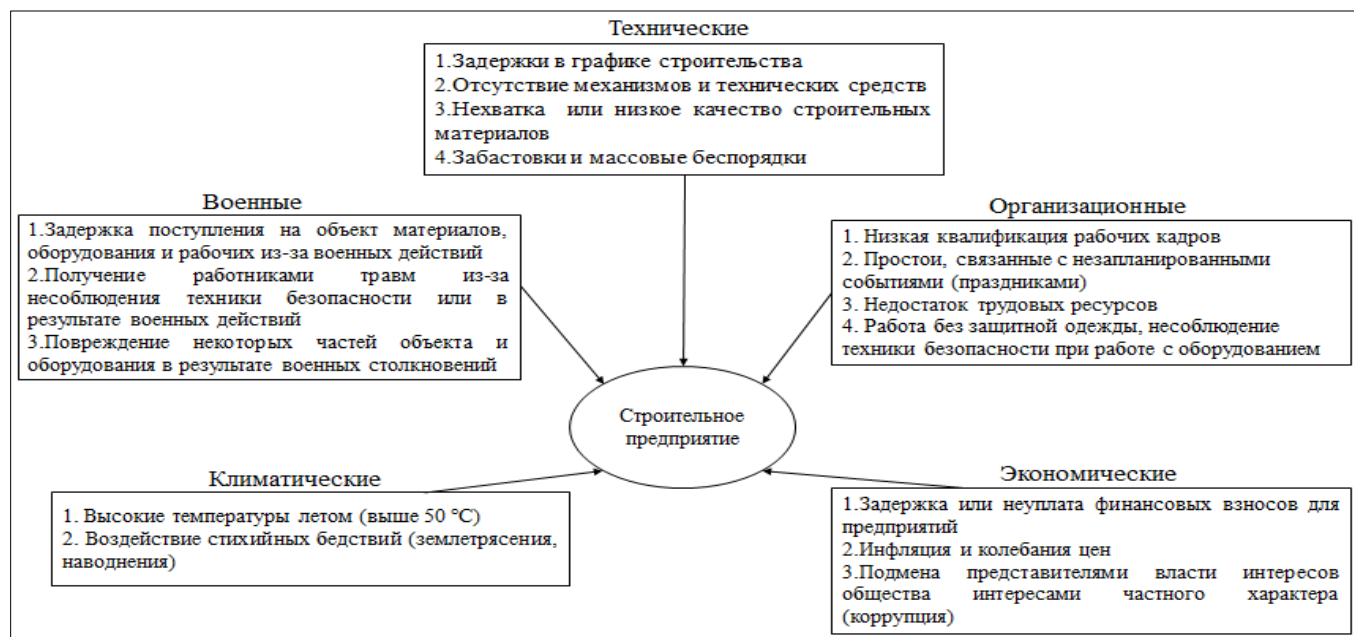 Технические
1.Задержки в графике строительства
2.Отсутствие механизмов и технических средств
3.Нехватка или низкое качество строительных
материалов
4.Забастовки и массовые беспорядки
Военные
1.Задержка поступления на объект материалов,
оборудования и рабочих из-за военных действий
2.Получение работниками травм из-за
несоблюдения техники безопасности или в
результате военных действий
3.Повреждение некоторых частей объекта и
оборудования в результате военных столкновений
Организационные
1. Низкая квалификация рабочих кадров
2. Простои, связанные с незапланированными
событиями (праздниками)
3. Недостаток трудовых ресурсов
4. Работа без защитной одежды, несоблюдение
техники безопасности при работе с оборудованием
Строительное
предприятие
Климатические
1. Высокие температуры летом (выше 50 °С)
2. Воздействие стихийных бедствий (землетрясения,
наводнения)
Экономические
1.Задержка или неуплата финансовых взносов для
предприятий
2.Инфляция и колебания цен
3.Подмена представителями власти интересов
общества интересами частного характера
(коррупция)